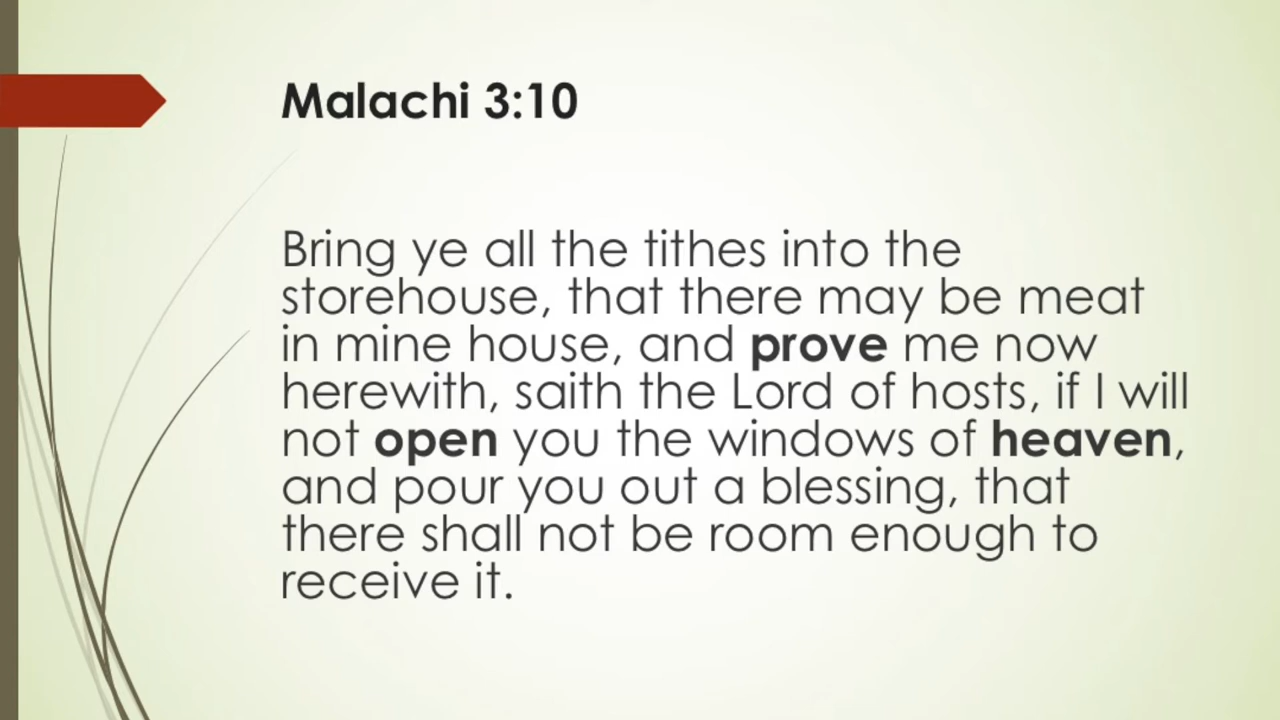 Malachi 3:10
Bring ye all the tithes into the
storehouse, that there may be meat
in mine house, and prove me now
herewith, saith the Lord of hosts, if I will
not open you the windows of heaven,
and pour you out a blessing, that
there shall not be room enough to
receive it.